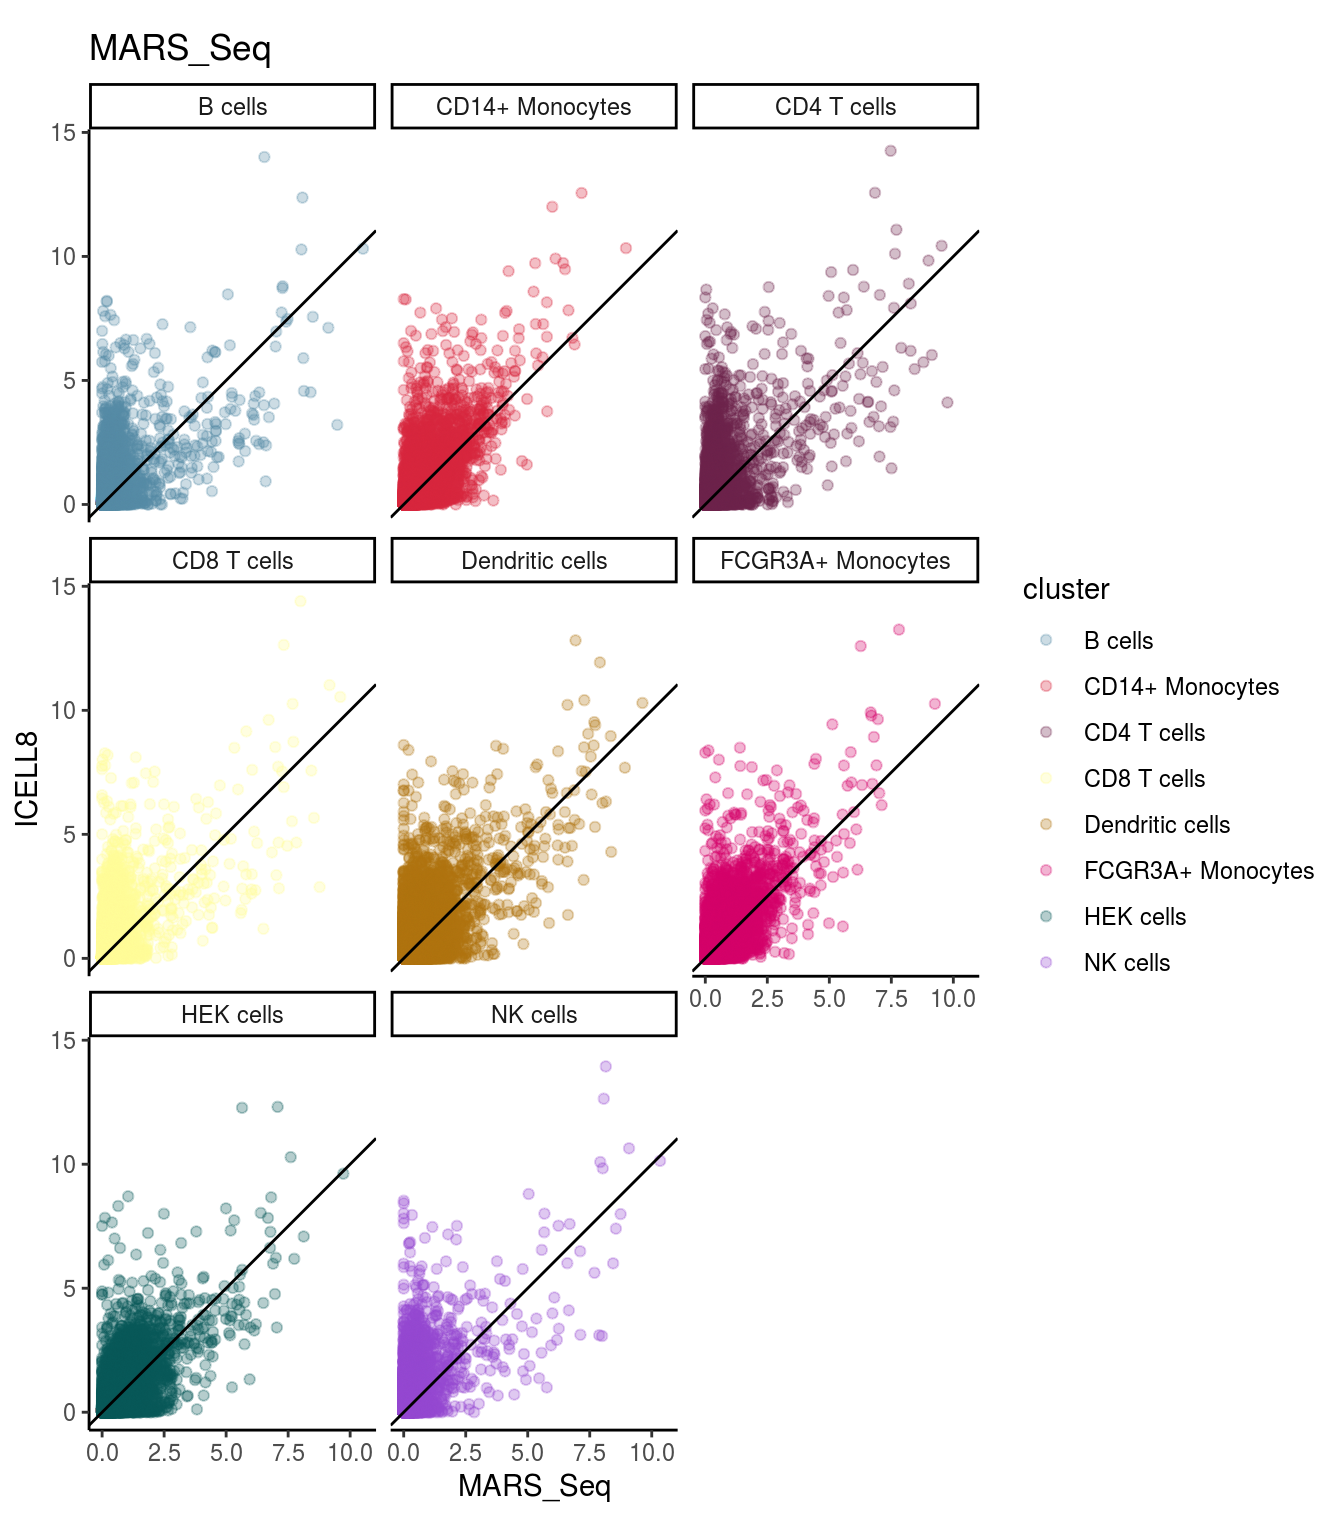 MARS_Seq
B cells
CD14+ Monocytes
CD4 T cells
15
10
5
0
CD8 T cells
Dendritic cells
FCGR3A+ Monocytes
15
10
5
0
0.0 2.5 5.0 7.5 10.0
HEK cells
NK cells
15
10
5
0
0.0 2.5 5.0 7.5 10.0
0.0 2.5 5.0 7.5 10.0
ICELL8
MARS_Seq
cluster
B cells
CD14+ Monocytes
CD4 T cells
CD8 T cells
Dendritic cells
FCGR3A+ Monocytes
HEK cells
NK cells